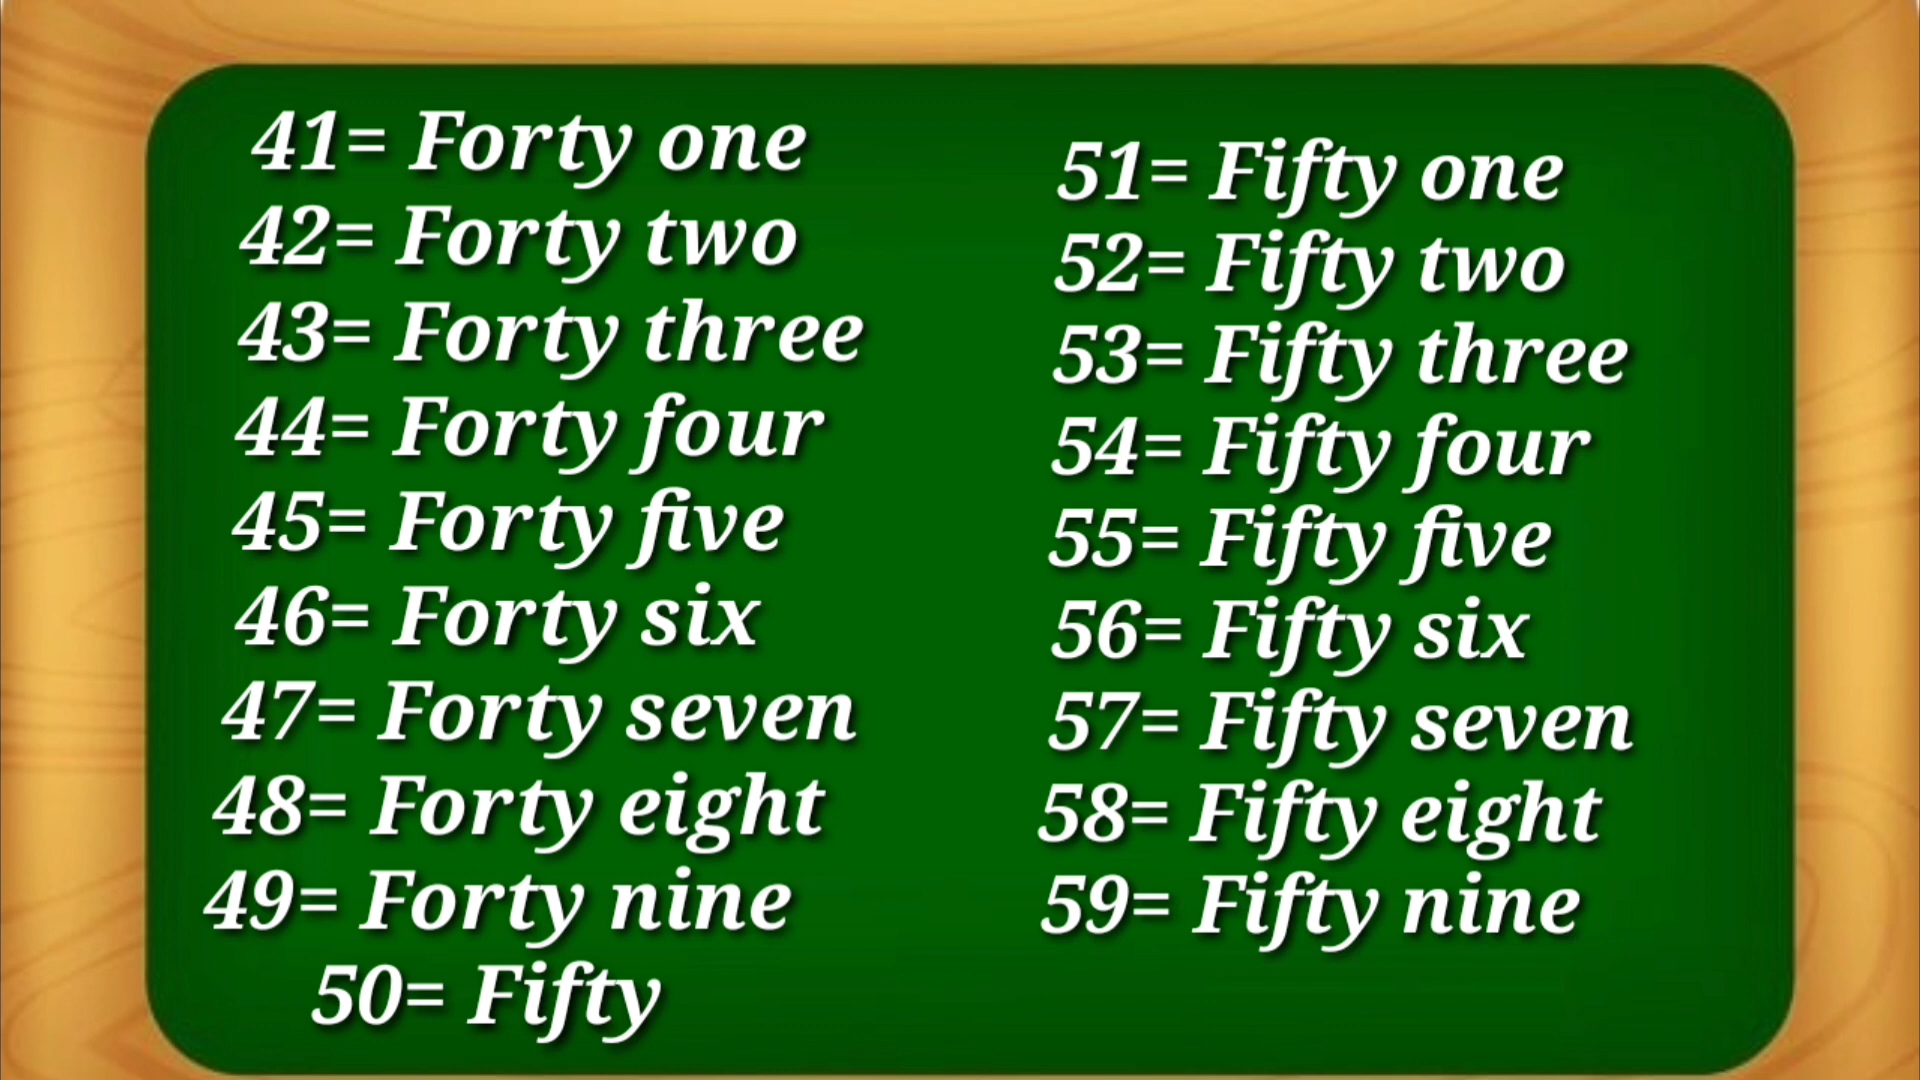 41= Forty one
42= Forty two
43= Forty three
44= Forty four
45= Forty five
46= Forty six
47= Forty seven
48= Forty eight
49= Forty nine
50= Fifty
51= Fifty one
52= Fifty two
53= Fifty three
54= Fifty four
55= Fifty five
56= Fifty six
57= Fifty seven
58= Fifty eight
59= Fifty nine